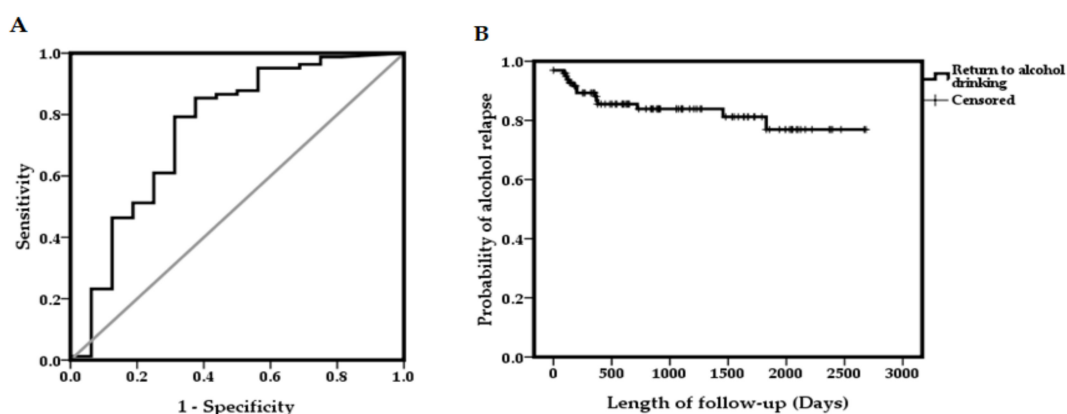 A
Sensitivity
1.0
0.8
0.6
0.4
0.2
0.0
0.0 0.2 0.4 0.6 0.8 1.0
1 - Specificity
B
Probability of alcohol relapse
1.0
0.8
0.6
0.4
0.2
0.0
0 500 1000 1500 2000 2500 3000
Length of follow-up (Days)
Return to alcohol
drinking
Censored